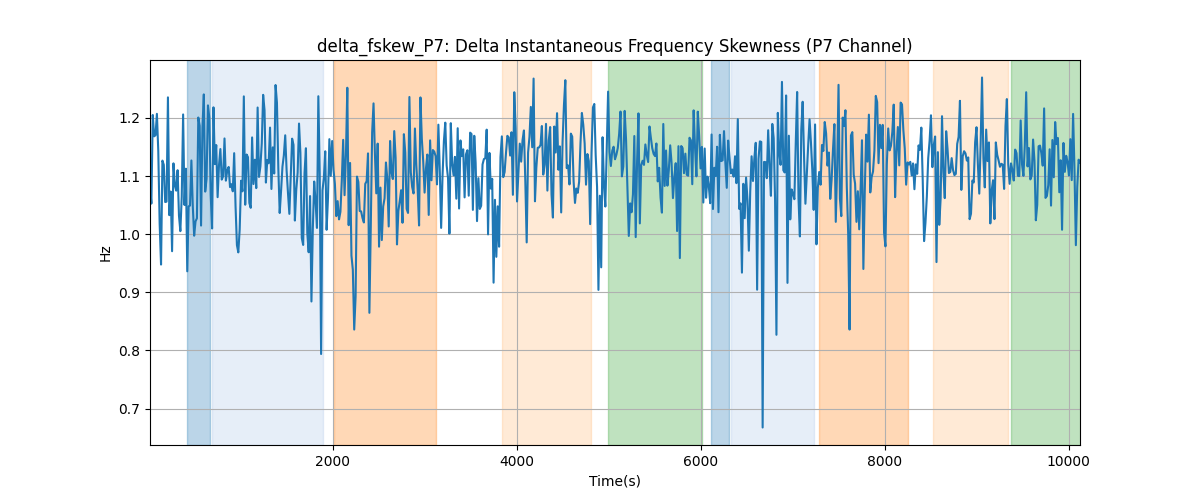 delta_fskew_P7: Delta Instantaneous Frequency Skewness (P7 Channel)
Hz
1.2
1.1
1.0
0.9
0.8
0.7
2000 4000 6000 8000 10000
Time(s)